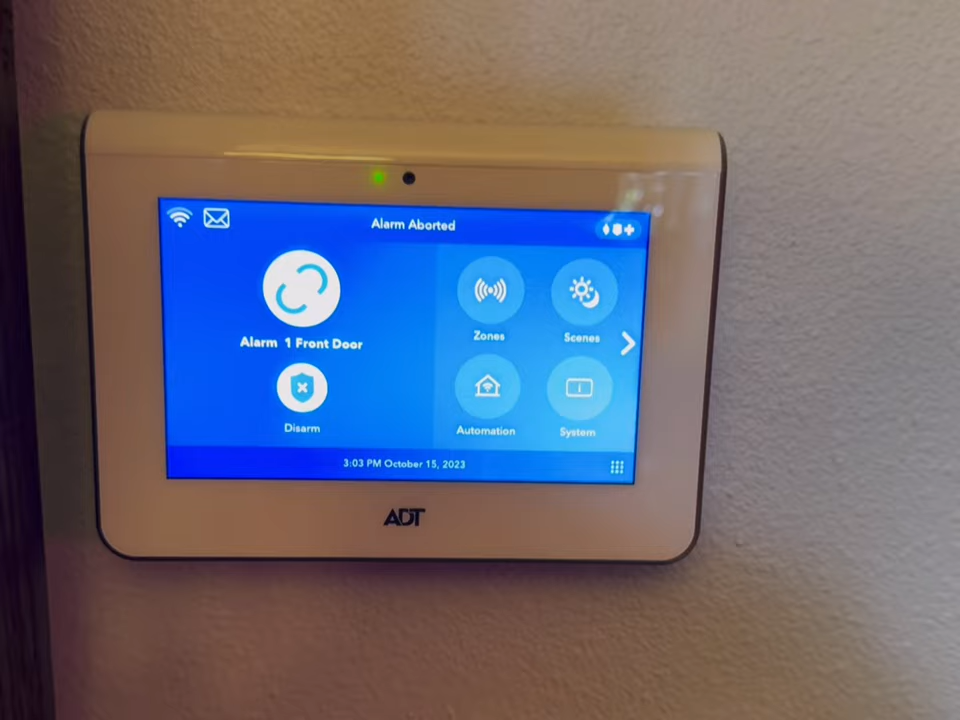 Alarm Aborted
Alarm 1 Front Door
Disarm
Zones
Scenes
Automation
System
3:03 PM October 15, 2023
ADT